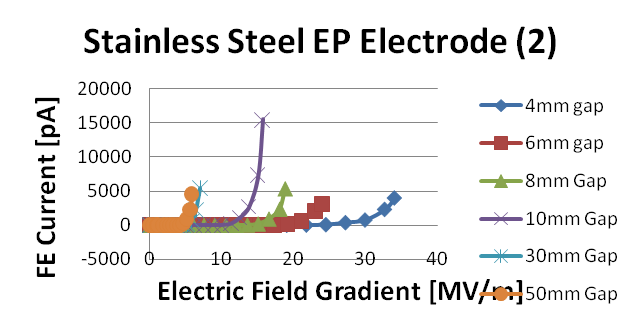 Stainless Steel EP Electrode (2)
FE Current [pA]
20000
15000
10000
5000
0
-5000
0
10
20
30
40
Electric Field Gradient [MV/m]
4mm gap
6mm gap
8mm Gap
10mm Gap
30mm Gap
50mm Gap